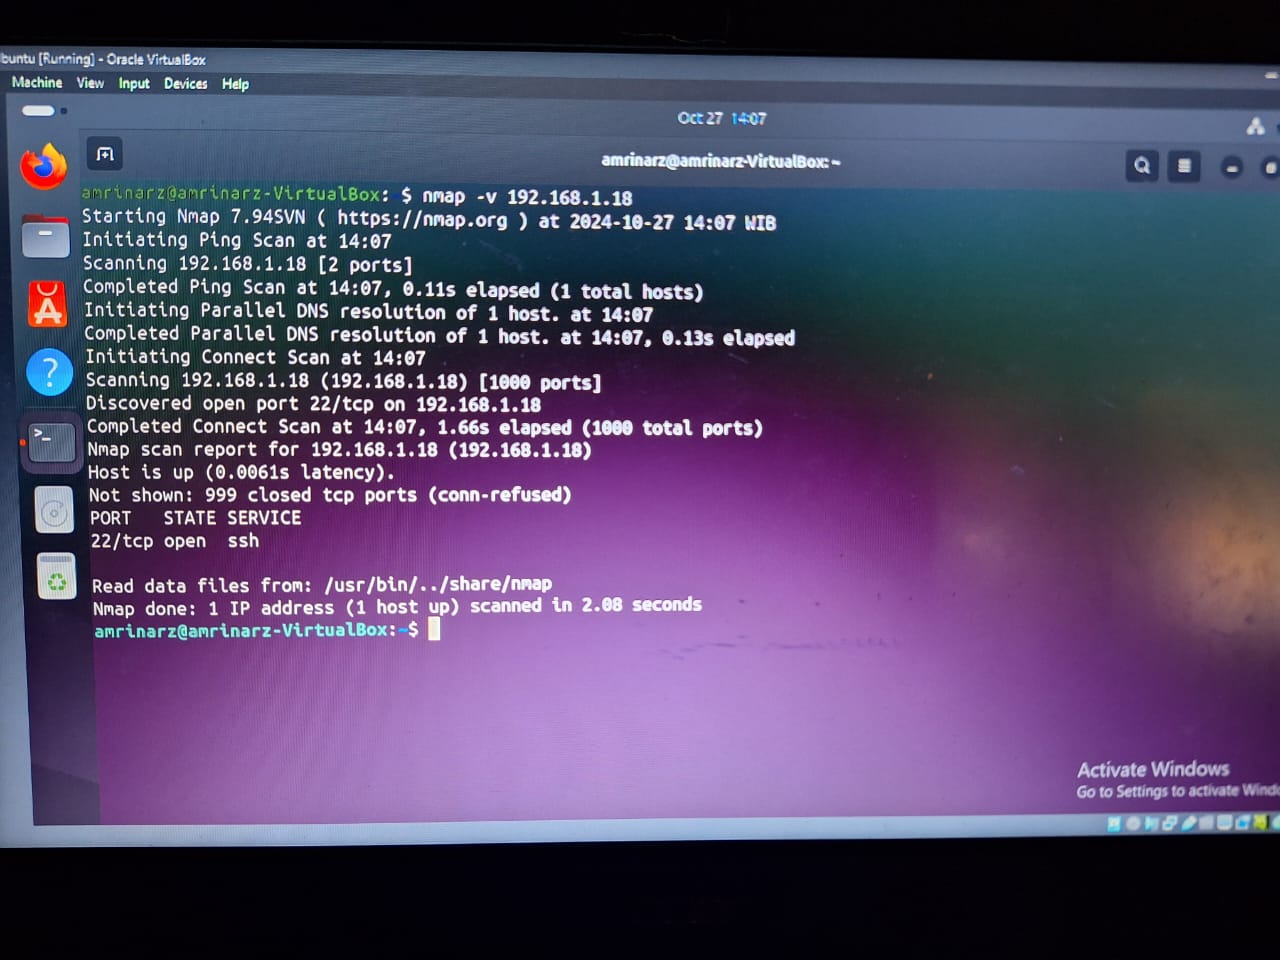 buntu [Running] - Oracle VirtualBox
Machine View Input Devices Help
Oct 27 14:07
amrinarz@amrinarz-VirtualBox: ~
amrinarz@amrinarz-VirtualBox: $ nmap -v 192.168.1.18
Starting Nmap 7.94SVN ( https://nmap.org ) at 2024-10-27 14:07 WIB
Initiating Ping Scan at 14:07
Scanning 192.168.1.18 [2 ports]
Completed Ping Scan at 14:07, 0.11s elapsed (1 total hosts)
Initiating Parallel DNS resolution of 1 host. at 14:07
Completed Parallel DNS resolution of 1 host. at 14:07, 0.13s elapsed
Initiating Connect Scan at 14:07
Scanning 192.168.1.18 (192.168.1.18) [1000 ports]
Discovered open port 22/tcp on 192.168.1.18
Completed Connect Scan at 14:07, 1.66s elapsed (1000 total ports)
Nmap scan report for 192.168.1.18 (192.168.1.18)
Host is up (0.0061s latency).
Not shown: 999 closed tcp ports (conn-refused)
PORT   STATE SERVICE
22/tcp open  ssh
Read data files from: /usr/bin/../share/nmap
Nmap done: 1 IP address (1 host up) scanned in 2.08 seconds
amrinarz@amrinarz-VirtualBox:~$
Activate Windows
Go to Settings to activate Windo